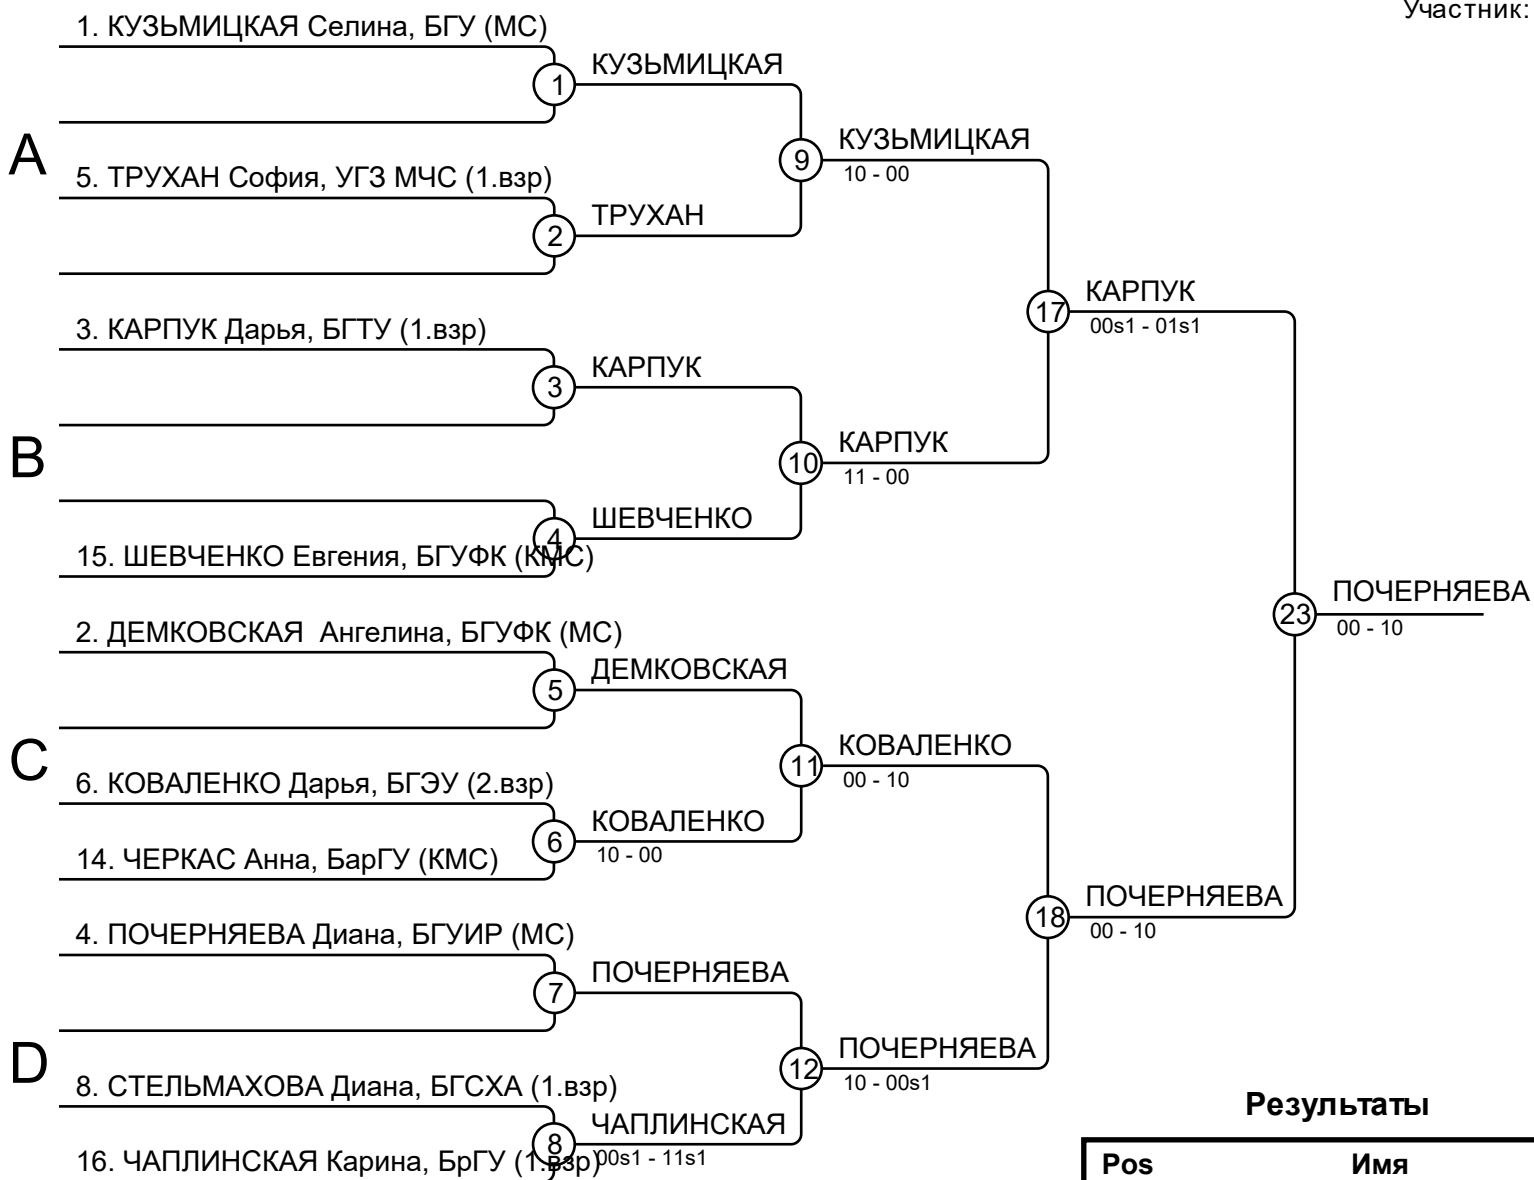 Участник:
1. КУЗЬМИЦКАЯ Селина, БГУ (МС)
1
КУЗЬМИЦКАЯ
A
9
КУЗЬМИЦКАЯ
10 - 00
5. ТРУХАН София, УГЗ МЧС (1.взр)
2
ТРУХАН
17
КАРПУК
00s1 - 01s1
3. КАРПУК Дарья, БГТУ (1.взр)
3
КАРПУК
B
10
КАРПУК
11 - 00
4
ШЕВЧЕНКО
15. ШЕВЧЕНКО Евгения, БГУФК (КМС)
23
ПОЧЕРНЯЕВА
00 - 10
2. ДЕМКОВСКАЯ  Ангелина, БГУФК (МС)
5
ДЕМКОВСКАЯ
C
11
КОВАЛЕНКО
00 - 10
6. КОВАЛЕНКО Дарья, БГЭУ (2.взр)
6
КОВАЛЕНКО
10 - 00
14. ЧЕРКАС Анна, БарГУ (КМС)
18
ПОЧЕРНЯЕВА
00 - 10
4. ПОЧЕРНЯЕВА Диана, БГУИР (МС)
7
ПОЧЕРНЯЕВА
D
12
ПОЧЕРНЯЕВА
10 - 00s1
8. СТЕЛЬМАХОВА Диана, БГСХА (1.взр)
8
ЧАПЛИНСКАЯ
00s1 - 11s1
16. ЧАПЛИНСКАЯ Карина, БрГУ (1.взр)
Результаты
Pos Имя